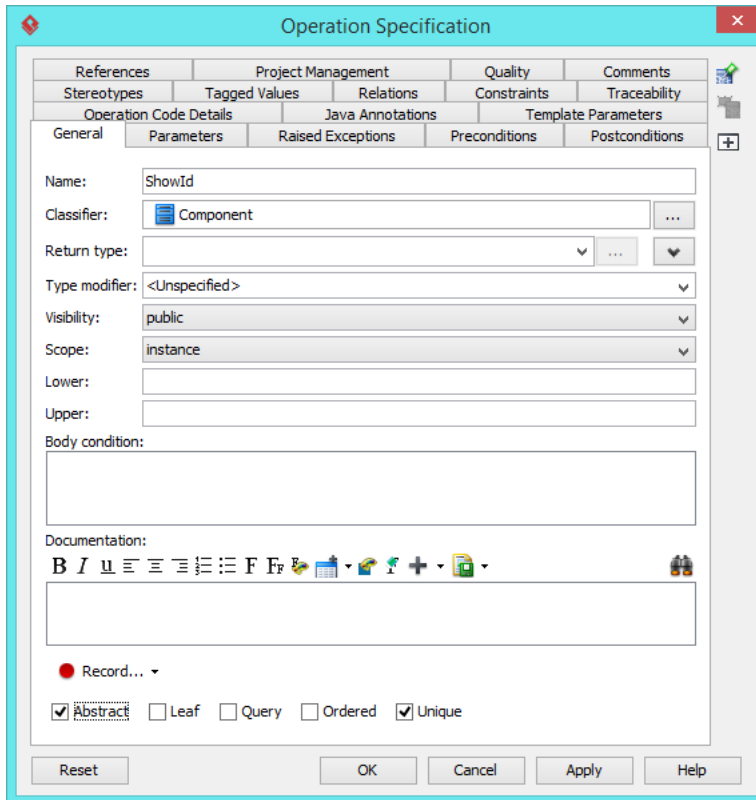 Operation Specification
References Project Management Quality Comments
Stereotypes Tagged Values Relations Constraints Traceability
Operation Code Details Java Annotations Template Parameters
General Parameters Raised Exceptions Preconditions Postconditions
Name: ShowId
Classifier: Component ...
Return type: ...
Type modifier: <Unspecified>
Visibility: public
Scope: instance
Lower:
Upper:
Body condition:
Documentation:
B I u F FF
Record...
Abstract Leaf Query Ordered Unique
Reset OK Cancel Apply Help